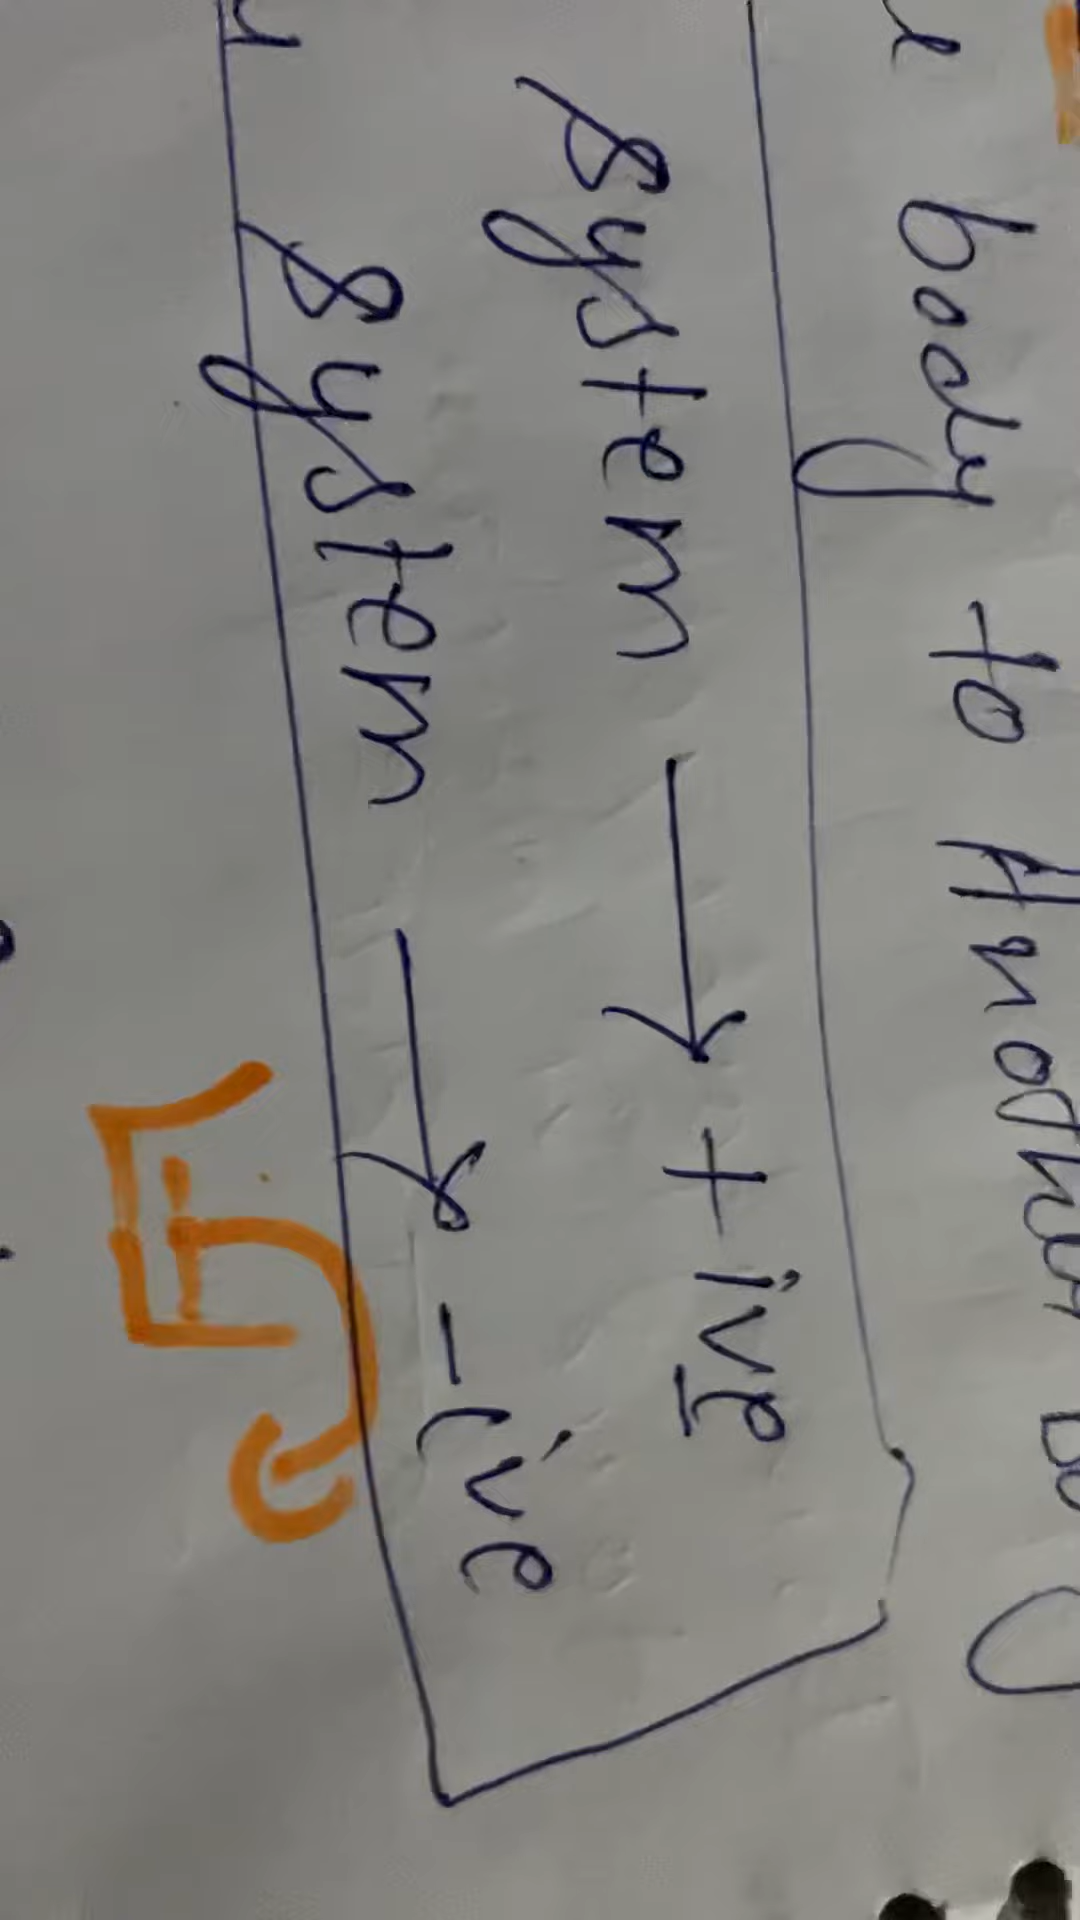 body to Another
System → +ive
System → -ive